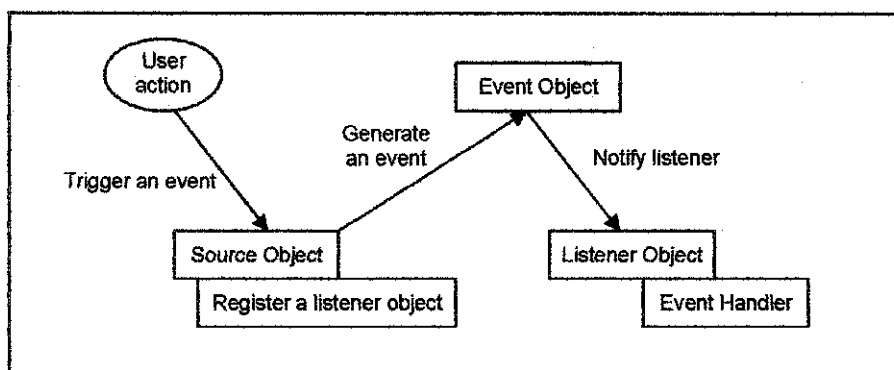 User
action
Event Object
Generate
an event
Notify listener
Trigger an event
Source Object
Listener Object
Register a listener object
Event Handler